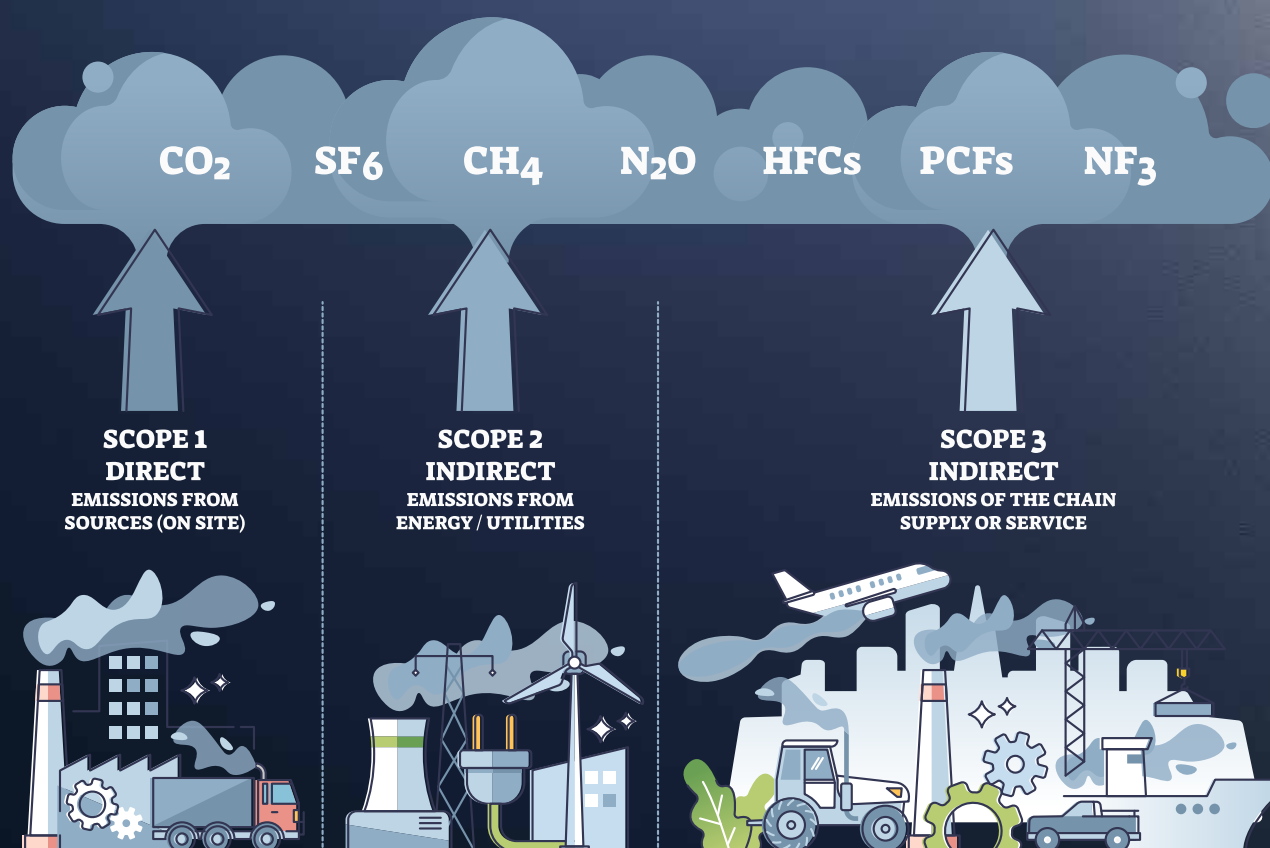 CO2 SF6 CH4 N2O HFCs PCFs NF3
SCOPE 1
DIRECT
EMISSIONS FROM
SOURCES (ON SITE)
SCOPE 2
INDIRECT
EMISSIONS FROM
ENERGY / UTILITIES
SCOPE 3
INDIRECT
EMISSIONS OF THE CHAIN
SUPPLY OR SERVICE